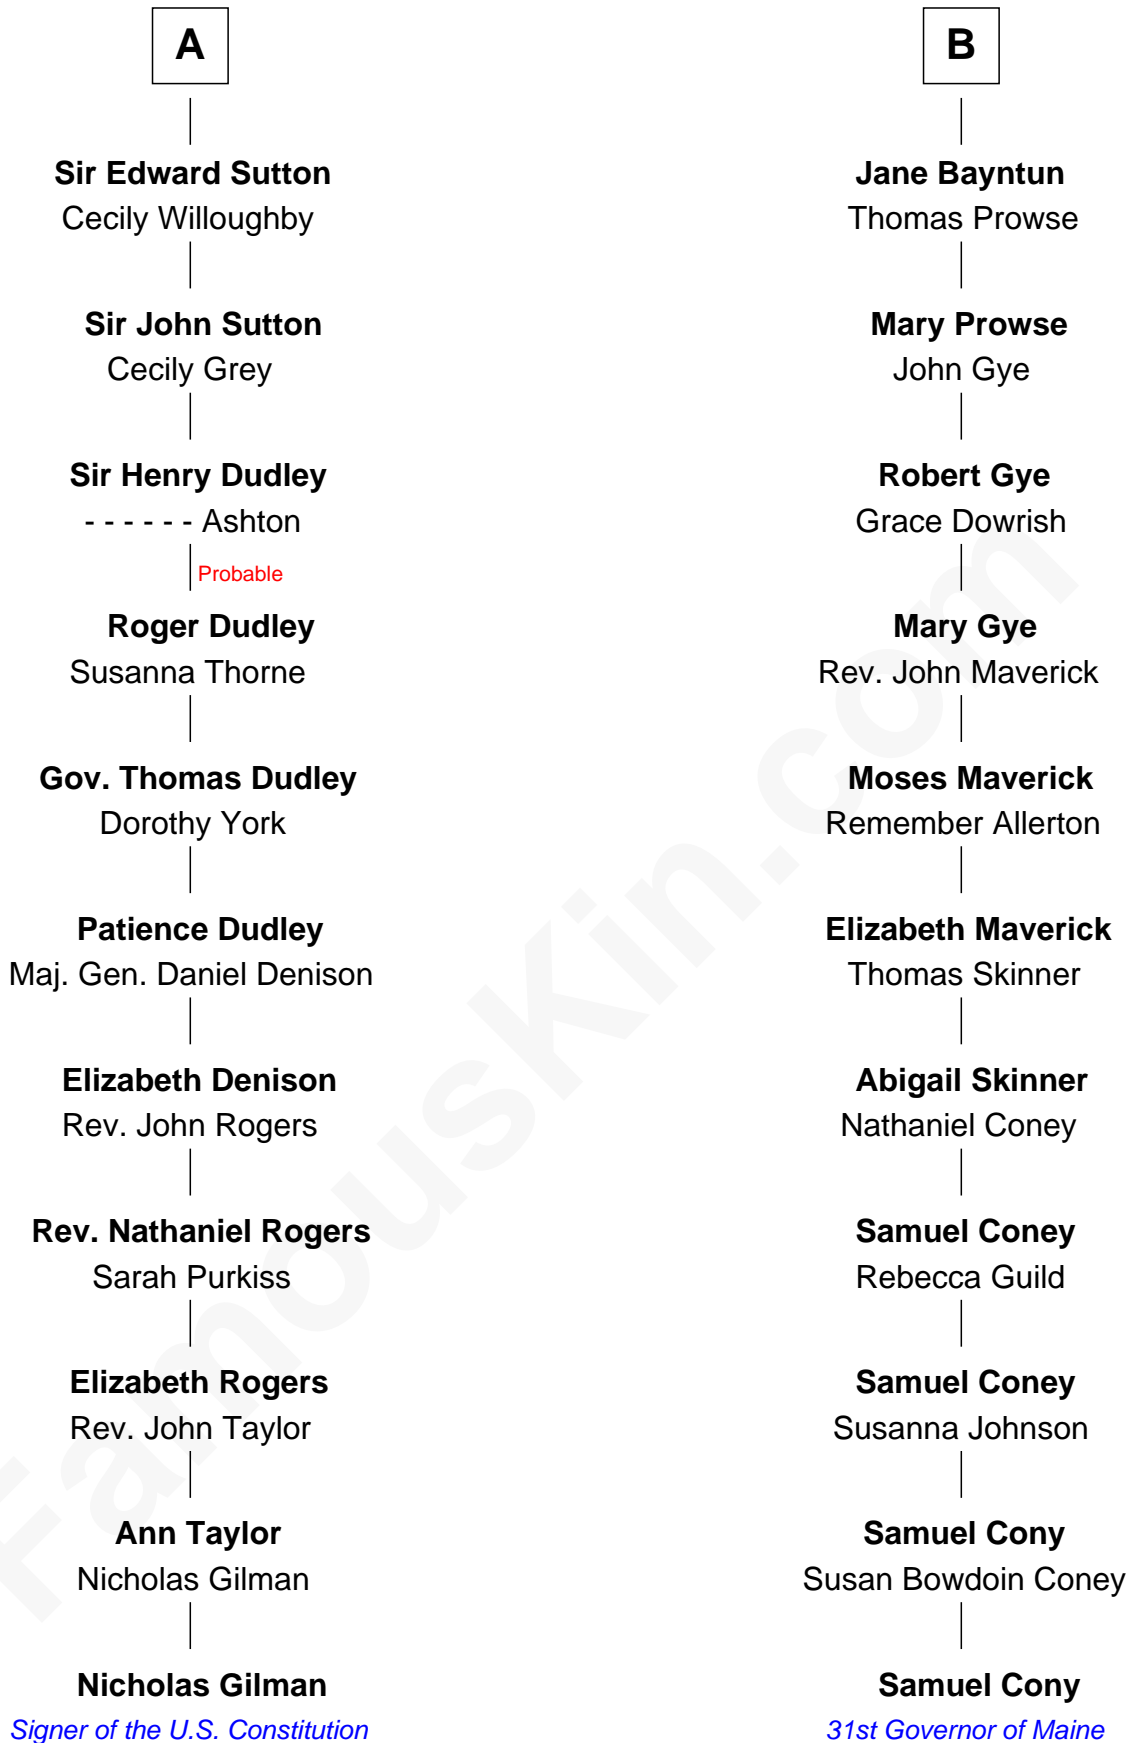 A
Sir Edward Sutton
Cecily Willoughby
Sir John Sutton
Cecily Grey
Sir Henry Dudley
- - - - - - Ashton
Probable
Roger Dudley
Susanna Thorne
Gov. Thomas Dudley
Dorothy York
Patience Dudley
Maj. Gen. Daniel Denison
Elizabeth Denison
Rev. John Rogers
Rev. Nathaniel Rogers
Sarah Purkiss
Elizabeth Rogers
Rev. John Taylor
Ann Taylor
Nicholas Gilman
Nicholas Gilman
Signer of the U.S. Constitution
B
Jane Bayntun
Thomas Prowse
Mary Prowse
John Gye
Robert Gye
Grace Dowrish
Mary Gye
Rev. John Maverick
Moses Maverick
Remember Allerton
Elizabeth Maverick
Thomas Skinner
Abigail Skinner
Nathaniel Coney
Samuel Coney
Rebecca Guild
Samuel Coney
Susanna Johnson
Samuel Cony
Susan Bowdoin Coney
Samuel Cony
31st Governor of Maine
FamousKin.com